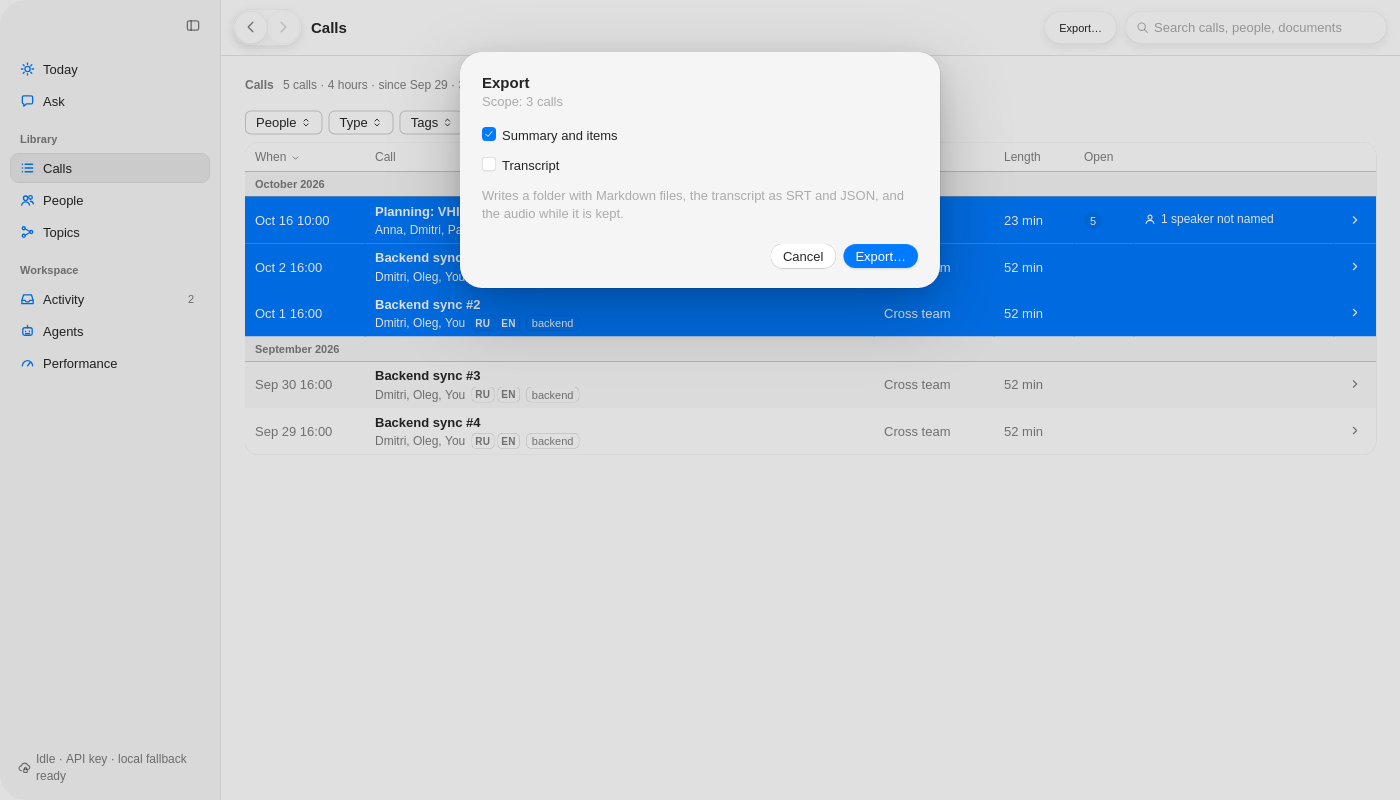 Calls
Export…
Search calls, people, documents
Today
Ask
Library
Calls
People
Topics
Workspace
Activity 2
Agents
Performance
Idle · API key · local fallback
ready
Calls 5 calls · 4 hours · since Sep 29 ·
People Type Tags
When Call Length Open
October 2026
Oct 16 10:00 Planning: 23 min 5 1 speaker not named
Anna, Dmitri,
Oct 2 16:00 Backend sync 52 min
Dmitri, Oleg, You
Oct 1 16:00 Backend sync #2 Cross team 52 min
Dmitri, Oleg, You RU EN backend
September 2026
Sep 30 16:00 Backend sync #3 Cross team 52 min
Dmitri, Oleg, You RU EN backend
Sep 29 16:00 Backend sync #4 Cross team 52 min
Dmitri, Oleg, You RU EN backend
Export
Scope: 3 calls
Summary and items
Transcript
Writes a folder with Markdown files, the transcript as SRT and JSON, and
the audio while it is kept.
Cancel Export…